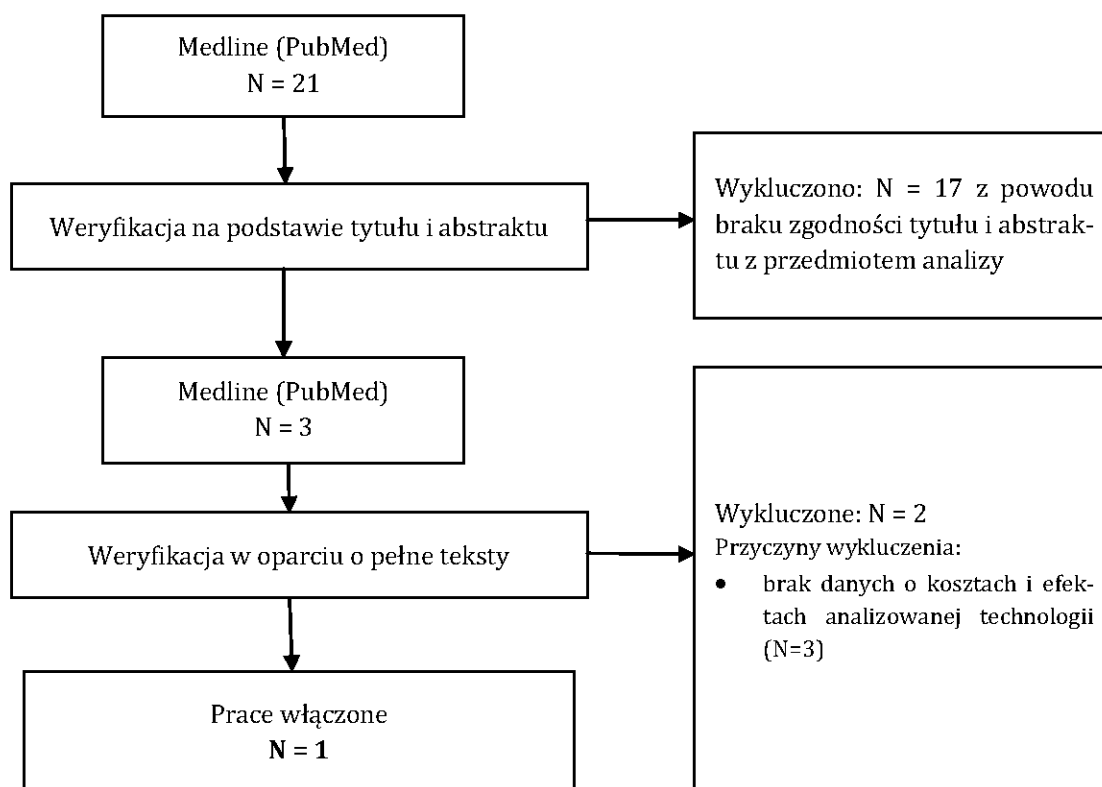 Medline (PubMed)
N = 21
Weryfikacja na podstawie tytułu i abstraktu
Wykluczono: N = 17 z powodu
braku zgodności tytułu i abstrak-
tu z przedmiotem analizy
Medline (PubMed)
N = 3
Weryfikacja w oparciu o pełne teksty
Wykluczone: N = 2
Przyczyny wykluczenia:
• brak danych o kosztach i efek-
tach analizowanej technologii
(N=3)
Prace włączone
N = 1